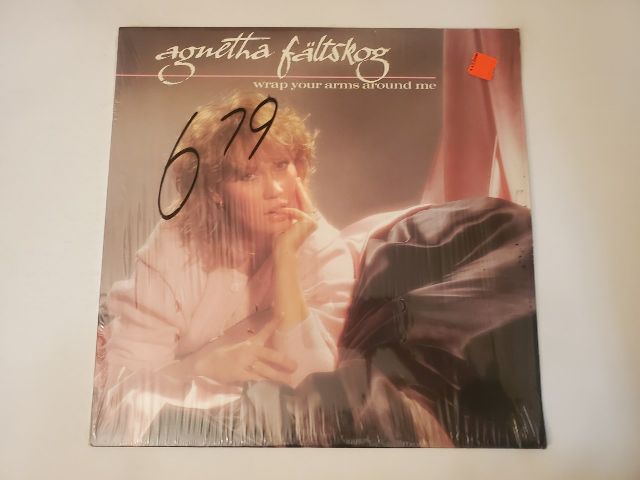 agnetha fältskog
wrap your arms around me
6 79